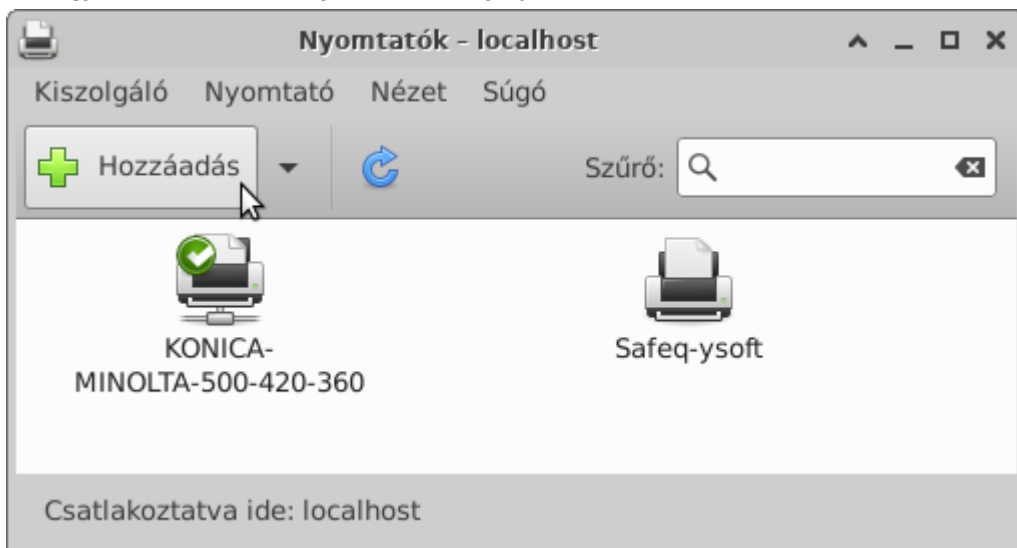 Nyomtatók – localhost
Kiszolgáló Nyomtató Nézet Súgó
Hozzáadás Szűrő:
KONICA-
MINOLTA-500-420-360
Safeq-ysoft
Csatlakoztatva ide: localhost